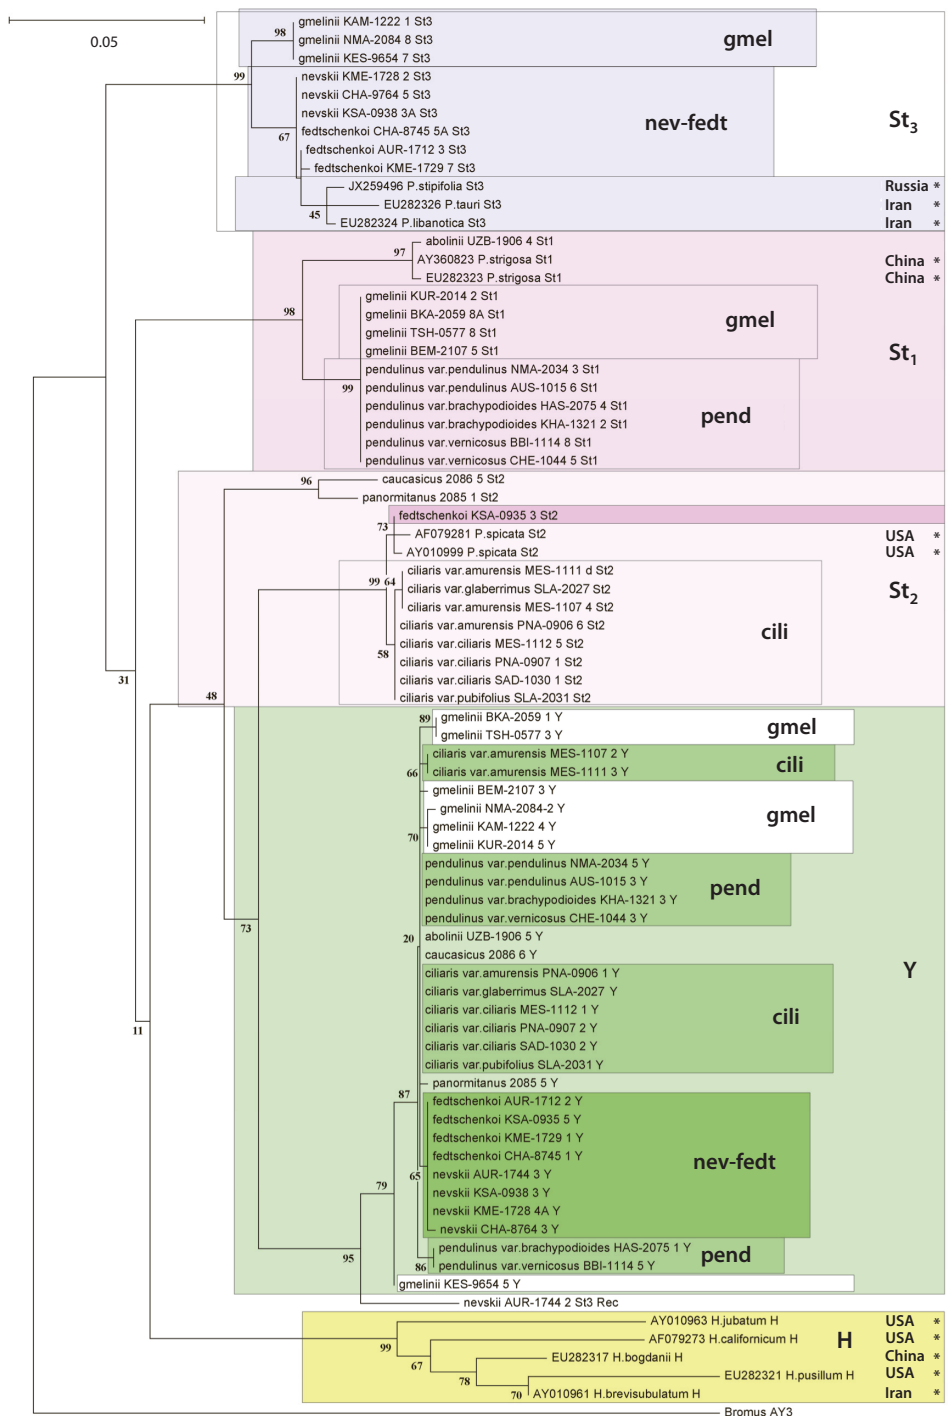 0.05
gmelinii KAM-1222 1 St3
98
gmelinii NMA-2084 8 St3
gmel
gmelinii KES-9654 7 St3
99
nevskii KME-1728 2 St3
nevskii CHA-9764 5 St3
nevskii KSA-0938 3A St3
nev-fedt
St3
fedtschenkoi CHA-8745 5A St3
67
fedtschenkoi AUR-1712 3 St3
fedtschenkoi KME-1729 7 St3
JX259496 P.stipifolia St3 Russia *
EU282326 P.tauri St3 Iran *
45
EU282324 P.libanotica St3 Iran *
abolinii UZB-1906 4 St1
97
AY360823 P.strigosa St1 China *
EU282323 P.strigosa St1 China *
gmelinii KUR-2014 2 St1
98
gmelinii BKA-2059 8A St1
gmel
gmelinii TSH-0577 8 St1
gmelinii BEM-2107 5 St1
St1
pendulinus var.pendulinus NMA-2034 3 St1
99
pendulinus var.pendulinus AUS-1015 6 St1
pendulinus var.brachypodioides HAS-2075 4 St1
pend
pendulinus var.brachypodioides KHA-1321 2 St1
pendulinus var.vernicosus BBI-1114 8 St1
pendulinus var.vernicosus CHE-1044 5 St1
96
caucasicus 2086 5 St2
panormitanus 2085 1 St2
fedtschenkoi KSA-0935 3 St2
73
AF079281 P.spicata St2 USA *
AY010999 P.spicata St2 USA *
ciliaris var.amurensis MES-1111 d St2
99 64
ciliaris var.glaberrimus SLA-2027 St2
St2
ciliaris var.amurensis MES-1107 4 St2
ciliaris var.amurensis PNA-0906 6 St2
cili
ciliaris var.ciliaris MES-1112 5 St2
58
ciliaris var.ciliaris PNA-0907 1 St2
31
ciliaris var.ciliaris SAD-1030 1 St2
48
ciliaris var.pubifolius SLA-2031 St2
89
gmelinii BKA-2059 1 Y
gmel
gmelinii TSH-0577 3 Y
ciliaris var.amurensis MES-1107 2 Y
cili
66
ciliaris var.amurensis MES-1111 3 Y
gmelinii BEM-2107 3 Y
gmelinii NMA-2084-2 Y
gmel
gmelinii KAM-1222 4 Y
70
gmelinii KUR-2014 5 Y
pendulinus var.pendulinus NMA-2034 5 Y
pendulinus var.pendulinus AUS-1015 3 Y
pend
pendulinus var.brachypodioides KHA-1321 3 Y
pendulinus var.vernicosus CHE-1044 3 Y
73
20
abolinii UZB-1906 5 Y
caucasicus 2086 6 Y
Y
ciliaris var.amurensis PNA-0906 1 Y
ciliaris var.glaberrimus SLA-2027 Y
ciliaris var.ciliaris MES-1112 1 Y
cili
11
ciliaris var.ciliaris PNA-0907 2 Y
ciliaris var.ciliaris SAD-1030 2 Y
ciliaris var.pubifolius SLA-2031 Y
panormitanus 2085 5 Y
87
fedtschenkoi AUR-1712 2 Y
fedtschenkoi KSA-0935 5 Y
fedtschenkoi KME-1729 1 Y
fedtschenkoi CHA-8745 1 Y
nev-fedt
65
nevskii AUR-1744 3 Y
79
nevskii KSA-0938 3 Y
nevskii KME-1728 4A Y
nevskii CHA-8764 3 Y
pendulinus var.brachypodioides HAS-2075 1 Y
pend
95
86
pendulinus var.vernicosus BBI-1114 5 Y
gmelinii KES-9654 5 Y
nevskii AUR-1744 2 St3 Rec
AY010963 H.jubatum H USA *
AF079273 H.californicum H USA *
H
99
EU282317 H.bogdanii H China *
67
EU282321 H.pusillum H USA *
78
70
AY010961 H.brevisubulatum H Iran *
Bromus AY3